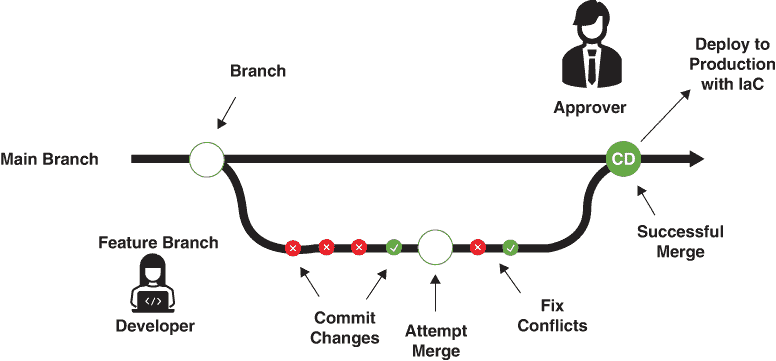 Branch
Approver
Deploy to
Production
with IaC
Main Branch
CD
Successful
Merge
Feature Branch
</>
Developer
Commit
Changes
Attempt
Merge
Fix
Conflicts